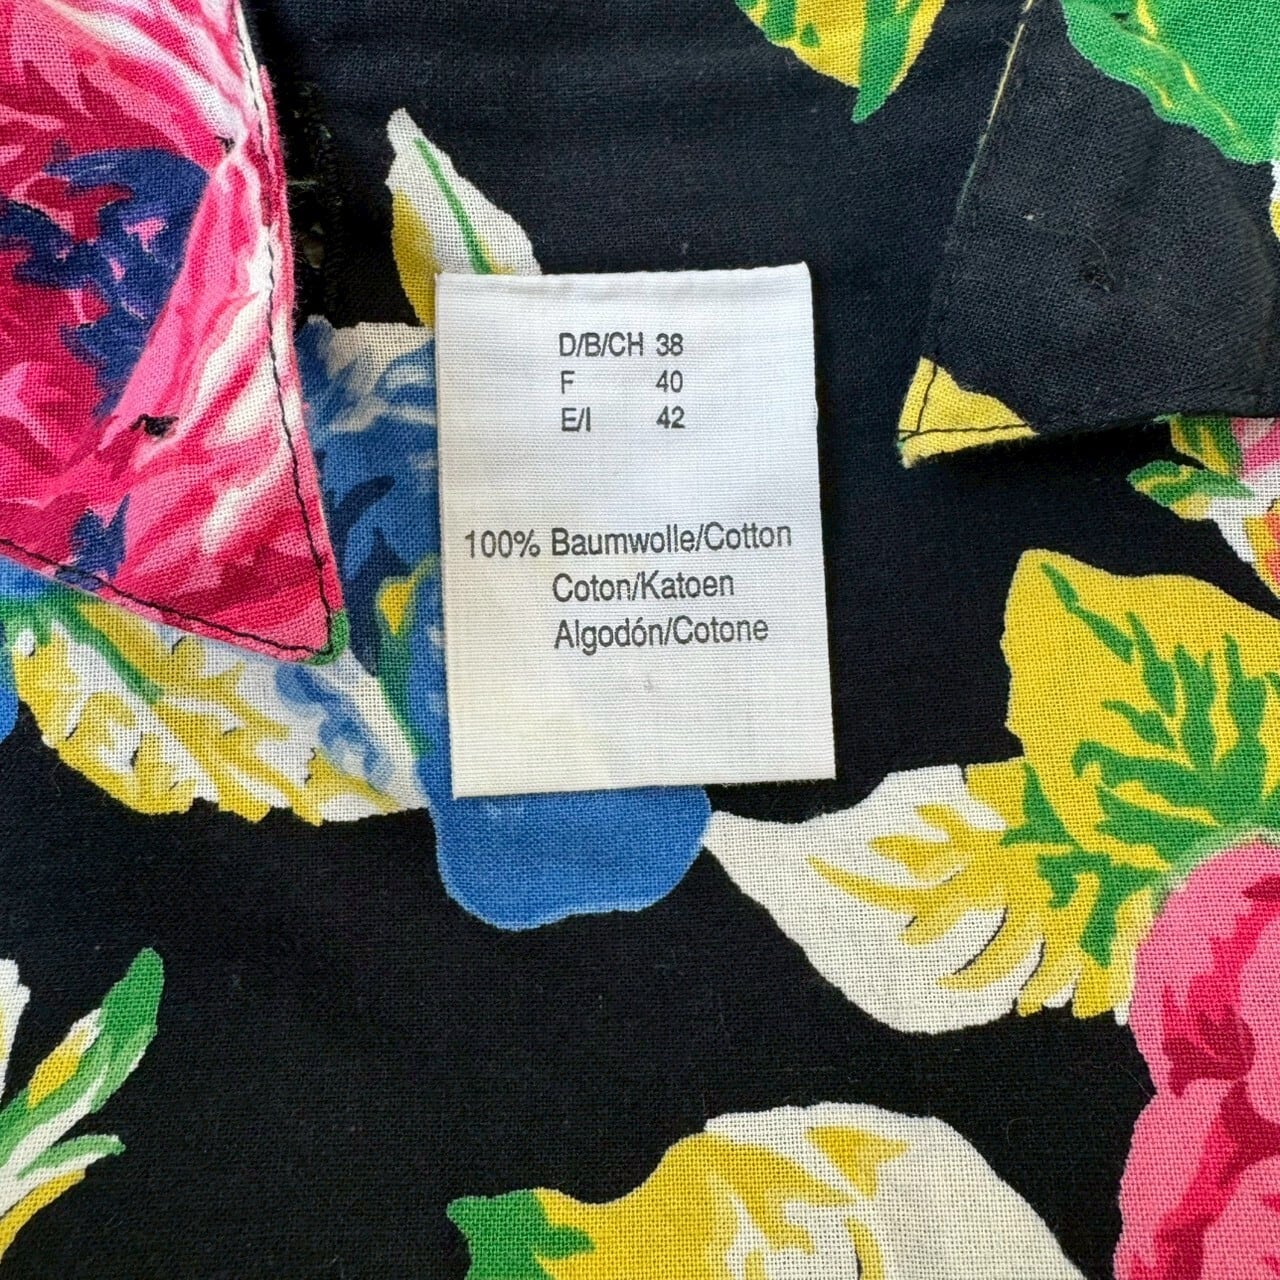 D/B/CH 38
F 40
E/I 42
100% Baumwolle/Cotton
Coton/Katoen
Algodón/Cotone